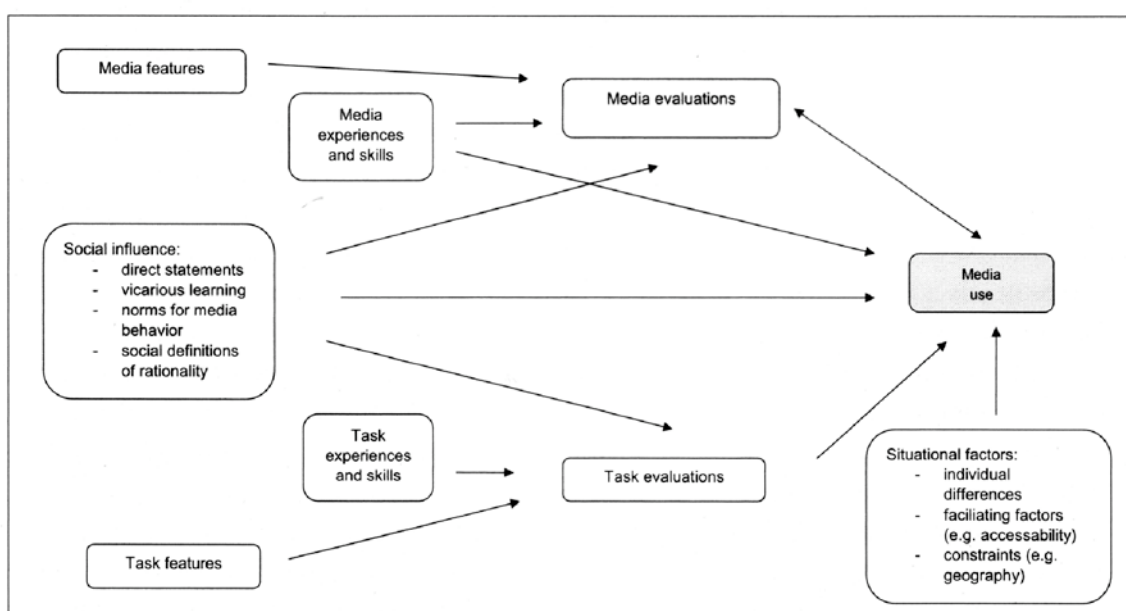 Media features
Media evaluations
Media
experiences
and skills
Social influence:
- direct statements
- vicarious learning
- norms for media
behavior
- social definitions
of rationality
Media
use
Task
experiences
and skills
Task evaluations
Situational factors:
- individual
differences
- faciliating factors
(e.g. accessability)
- constraints (e.g.
geography)
Task features